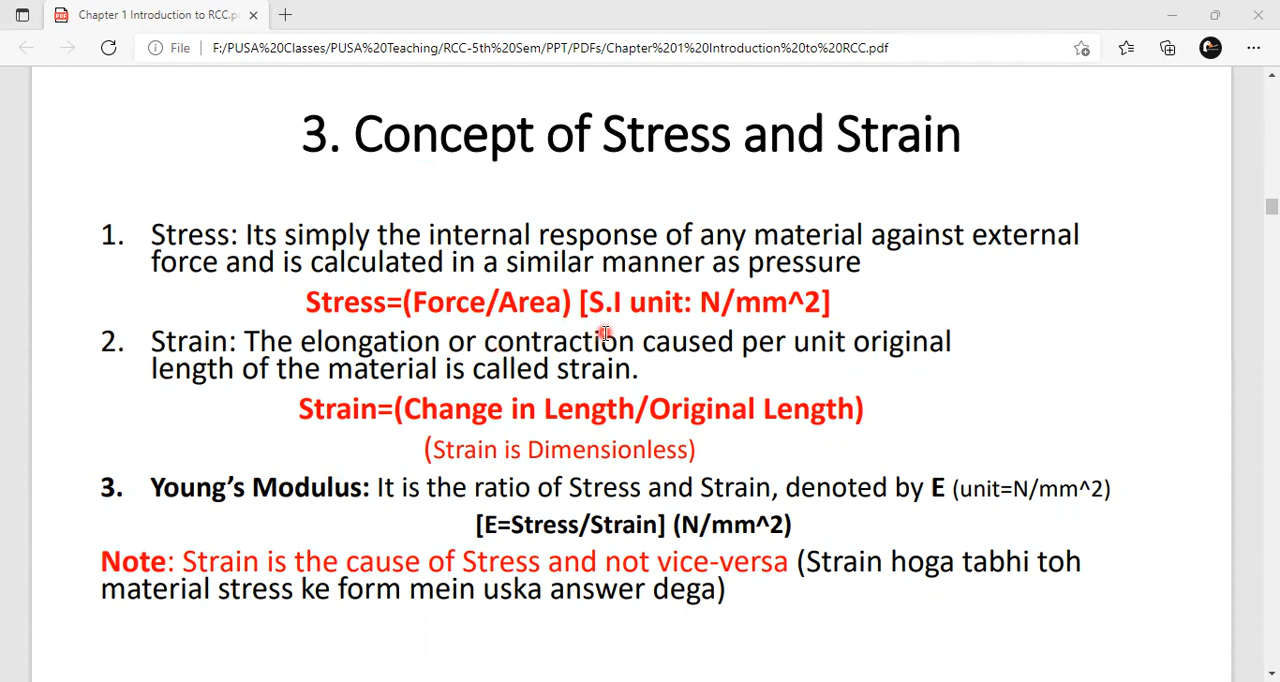 Chapter 1 Introduction to RCC.p
File
F:/PUSA%20Classes/PUSA%20Teaching/RCC-5th%20Sem/PPT/PDFs/Chapter%201%20Introduction%20to%20RCC.pdf
3. Concept of Stress and Strain
1. Stress: Its simply the internal response of any material against external
force and is calculated in a similar manner as pressure
Stress=(Force/Area) [S.I unit: N/mm^2]
2. Strain: The elongation or contraction caused per unit original
length of the material is called strain.
Strain=(Change in Length/Original Length)
(Strain is Dimensionless)
3. Young's Modulus: It is the ratio of Stress and Strain, denoted by E (unit=N/mm^2)
[E=Stress/Strain] (N/mm^2)
Note: Strain is the cause of Stress and not vice-versa (Strain hoga tabhi toh
material stress ke form mein uska answer dega)